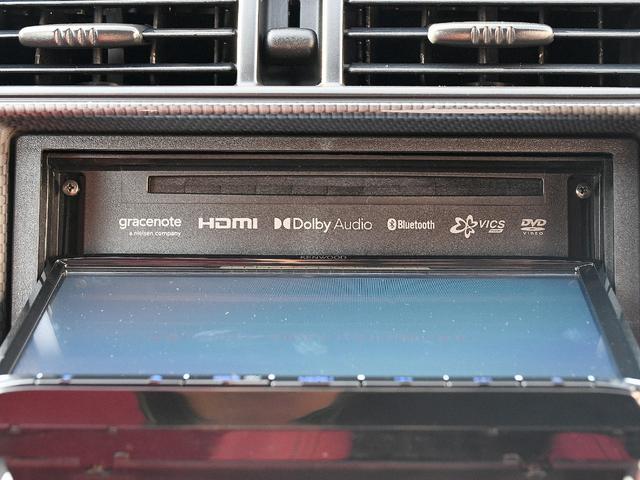 gracenote HDMI Dolby Audio Bluetooth VICS DVD
a nielsen company VIDEO
KENWOOD